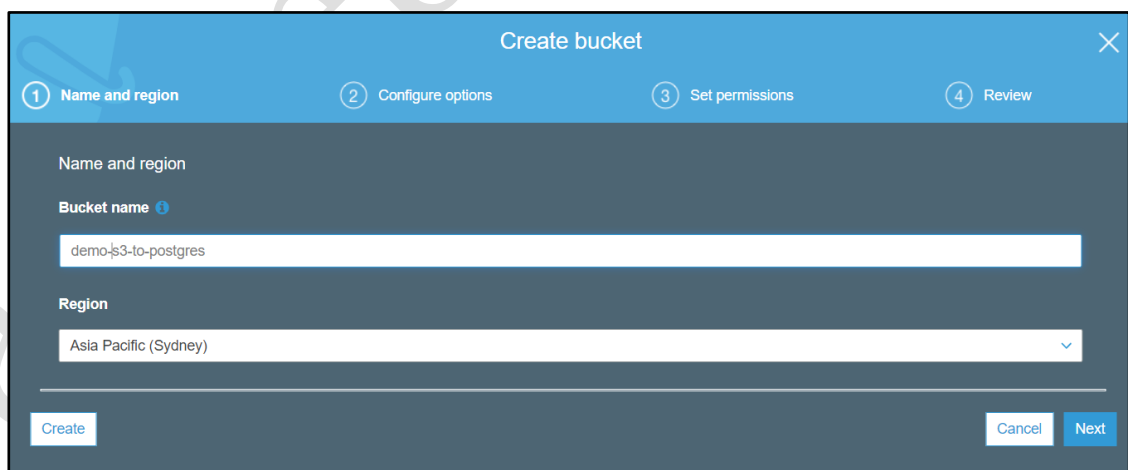 Create bucket
1 Name and region
2 Configure options
3 Set permissions
4 Review
Name and region
Bucket name
demo-s3-to-postgres
Region
Asia Pacific (Sydney)
Create
Cancel
Next